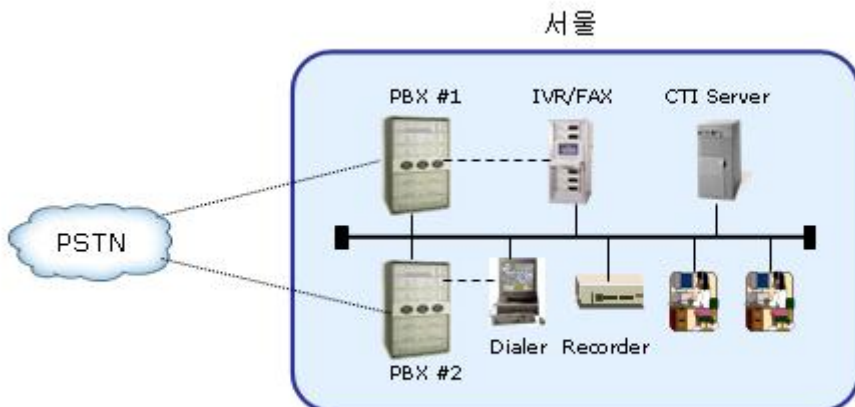 서울
PBX #1
IVR/FAX
CTI Server
PSTN
Dialer
Recorder
PBX #2